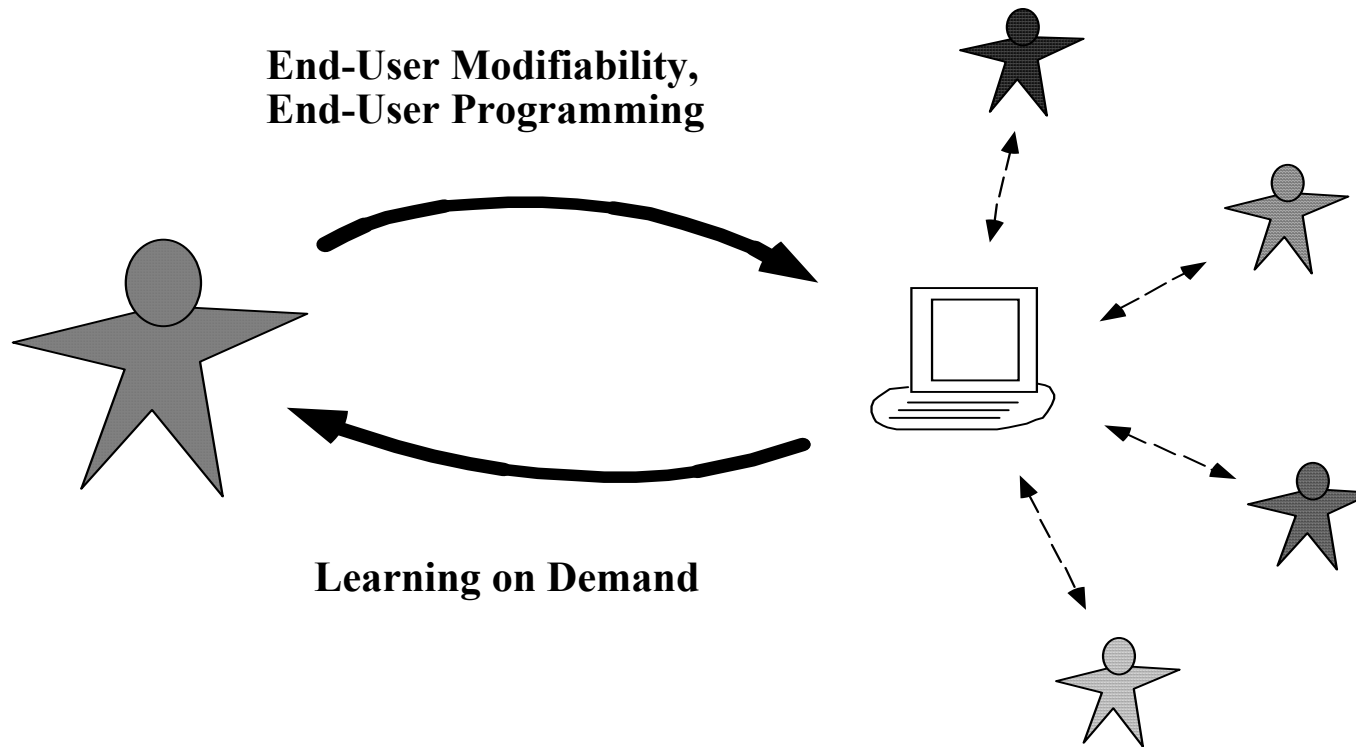 End-User Modifiability,
End-User Programming
Learning on Demand